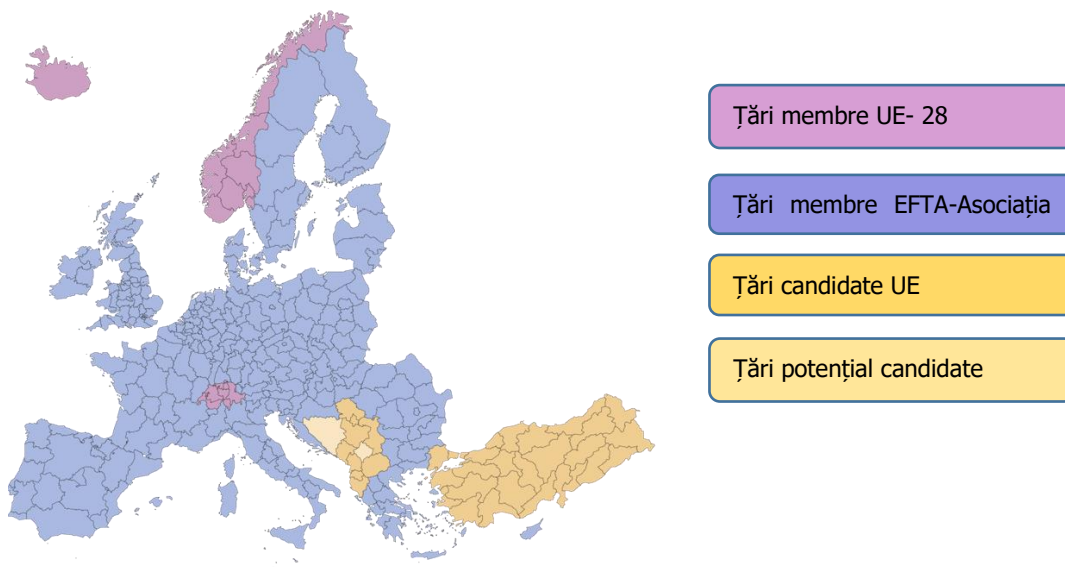 Țări membre UE- 28
Țări membre EFTA-Asociația
Țări candidate UE
Țări potențial candidate